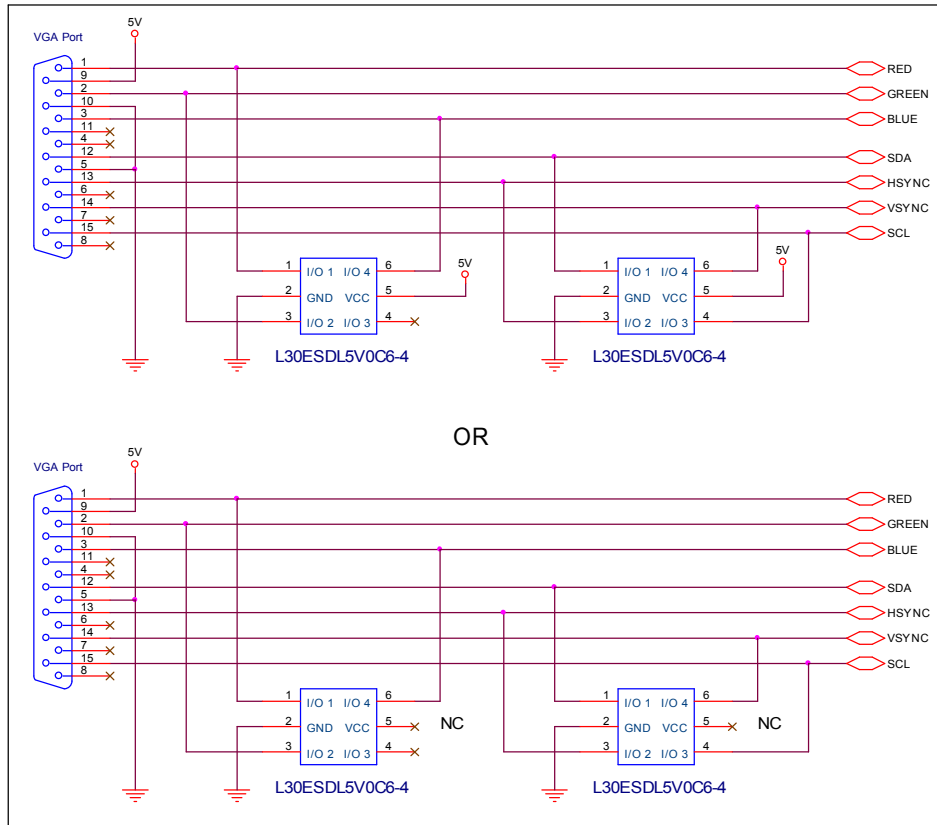 5V
VGA Port
1
9
2
10
3
11
4
12
5
13
6
14
7
15
8
RED
GREEN
BLUE
SDA
HSYNC
VSYNC
SCL
5V
5V
1 I/O 1 I/O 4 6
2 GND VCC 5
3 I/O 2 I/O 3 4
L30ESDL5V0C6-4
1 I/O 1 I/O 4 6
2 GND VCC 5
3 I/O 2 I/O 3 4
L30ESDL5V0C6-4
OR
5V
VGA Port
1
9
2
10
3
11
4
12
5
13
6
14
7
15
8
RED
GREEN
BLUE
SDA
HSYNC
VSYNC
SCL
1 I/O 1 I/O 4 6
2 GND VCC 5 NC
3 I/O 2 I/O 3 4
L30ESDL5V0C6-4
1 I/O 1 I/O 4 6
2 GND VCC 5 NC
3 I/O 2 I/O 3 4
L30ESDL5V0C6-4